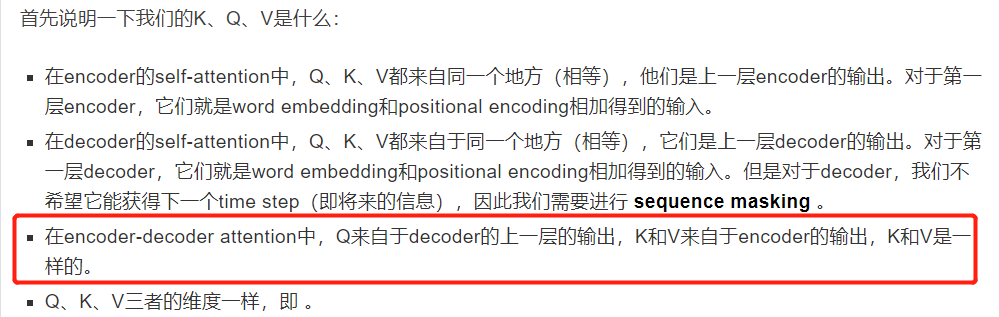 首先说明一下我们的K、Q、V是什么：
▪ 在encoder的self-attention中，Q、K、V都来自同一个地方（相等），他们是上一层encoder的输出。对于第一
层encoder，它们就是word embedding和positional encoding相加得到的输入。
▪ 在decoder的self-attention中，Q、K、V都来自于同一个地方（相等），它们是上一层decoder的输出。对于第
一层decoder，它们就是word embedding和positional encoding相加得到的输入。但是对于decoder，我们不
希望它能获得下一个time step（即将来的信息），因此我们需要进行 sequence masking 。
▪ 在encoder-decoder attention中，Q来自于decoder的上一层的输出，K和V来自于encoder的输出，K和V是一
样的。
▪ Q、K、V三者的维度一样，即 。